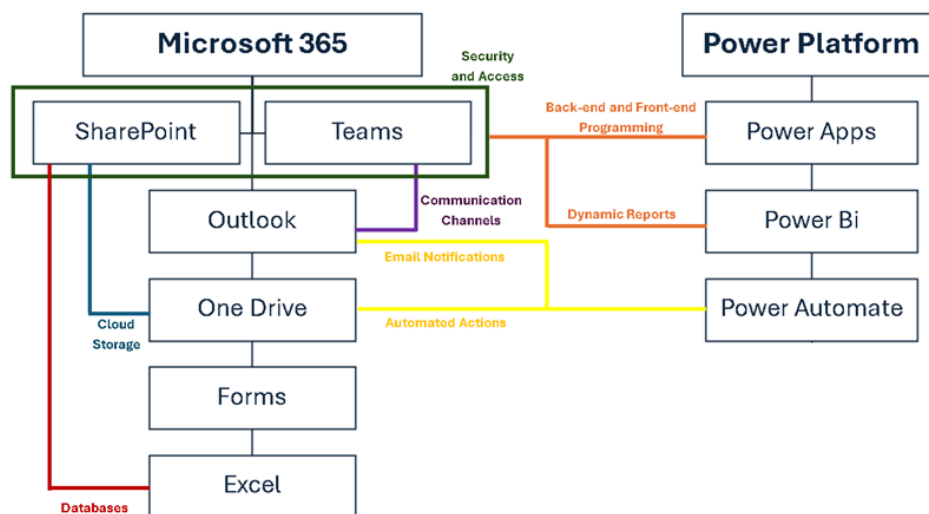 Microsoft 365
Power Platform
Security
and Access
SharePoint
Teams
Back-end and Front-end
Programming
Power Apps
Outlook
Communication
Channels
Dynamic Reports
Power Bi
Email Notifications
One Drive
Cloud
Storage
Automated Actions
Power Automate
Forms
Excel
Databases